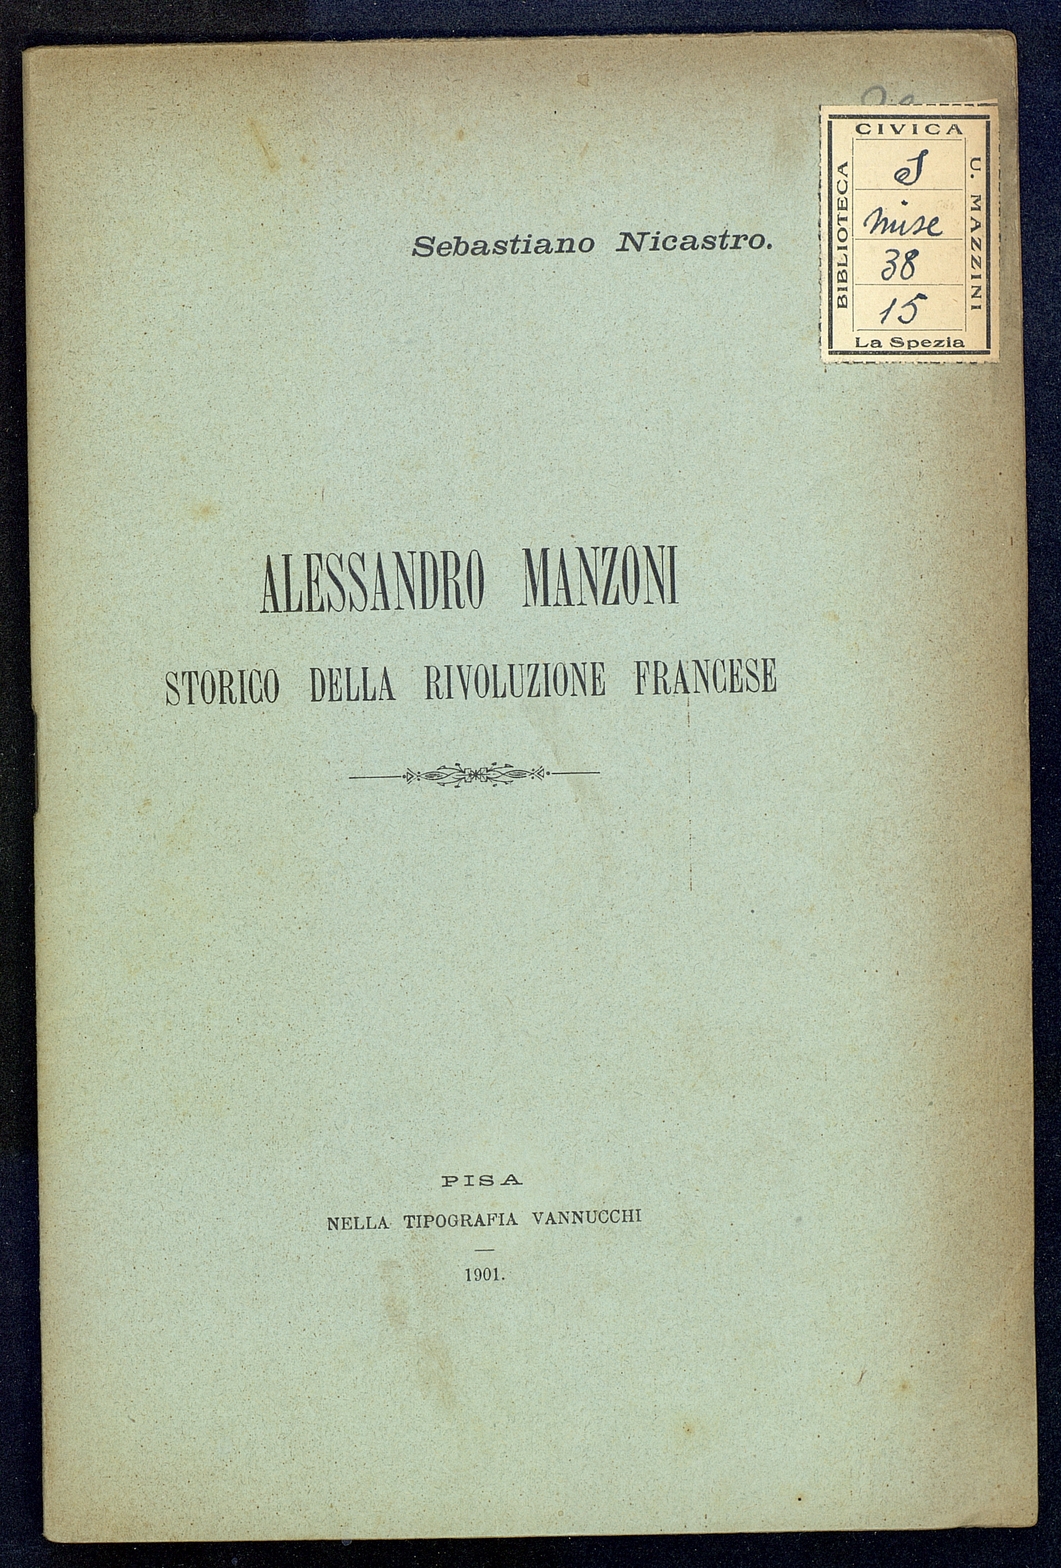 Sebastiano Nicastro.
CIVICA
BIBLIOTECA
U. MAZZINI
S
mise
38
15
La Spezia
ALESSANDRO MANZONI
STORICO DELLA RIVOLUZIONE FRANCESE
PISA
NELLA TIPOGRAFIA VANNUCCHI
1901.